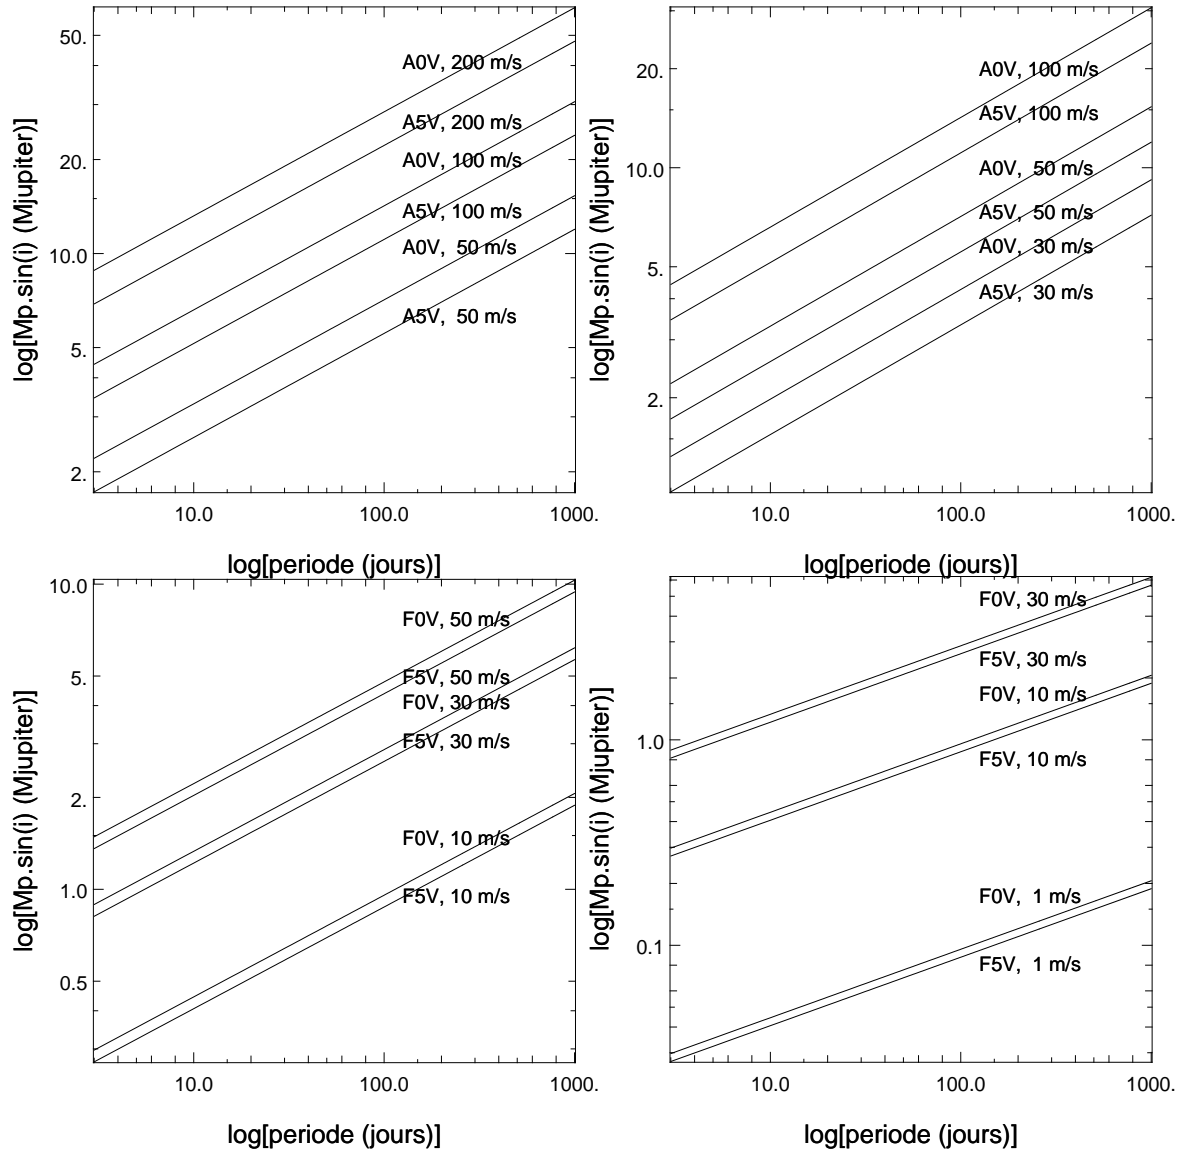 50.
20.
10.0
5.
2.
log[Mp.sin(i) (Mjupiter)]
A0V, 200 m/s
A5V, 200 m/s
A0V, 100 m/s
A5V, 100 m/s
A0V,  50 m/s
A5V,  50 m/s
10.0
100.0
1000.
log[periode (jours)]
20.
10.0
5.
2.
log[Mp.sin(i) (Mjupiter)]
A0V, 100 m/s
A5V, 100 m/s
A0V,  50 m/s
A5V,  50 m/s
A0V,  30 m/s
A5V,  30 m/s
10.0
100.0
1000.
log[periode (jours)]
10.0
5.
2.
1.0
0.5
log[Mp.sin(i) (Mjupiter)]
F0V, 50 m/s
F5V, 50 m/s
F0V, 30 m/s
F5V, 30 m/s
F0V, 10 m/s
F5V, 10 m/s
10.0
100.0
1000.
log[periode (jours)]
1.0
0.1
log[Mp.sin(i) (Mjupiter)]
F0V, 30 m/s
F5V, 30 m/s
F0V, 10 m/s
F5V, 10 m/s
F0V,  1 m/s
F5V,  1 m/s
10.0
100.0
1000.
log[periode (jours)]